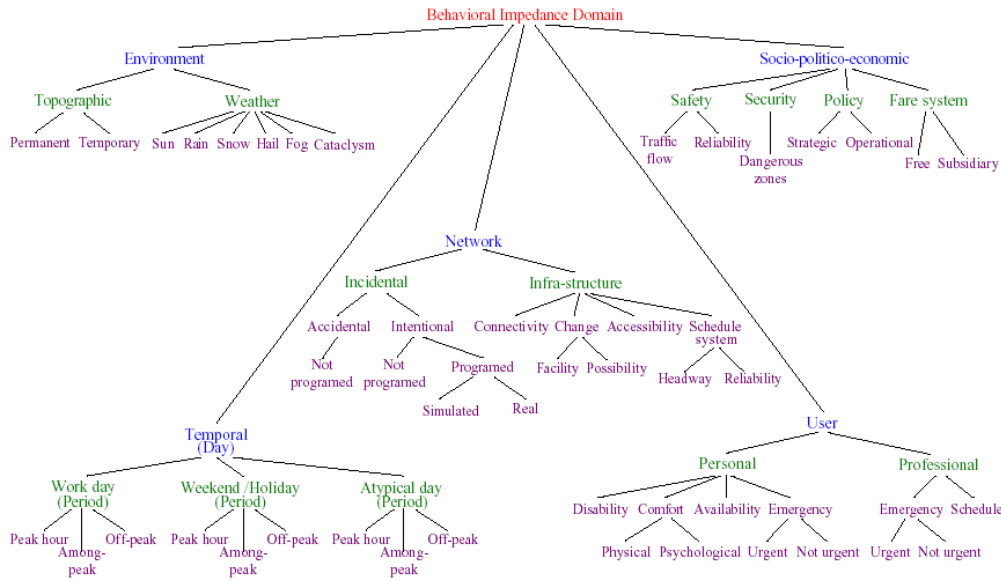 Behavioral Impedance Domain
Environment
Socio-politico-economic
Topographic
Weather
Safety
Security
Policy
Fare system
Permanent
Temporary
Sun
Rain
Snow
Hail
Fog
Cataclysm
Traffic
flow
Reliability
Dangerous
zones
Strategic
Operational
Free
Subsidiary
Network
Incidental
Infra-structure
Accidental
Intentional
Connectivity
Change
Accessibility
Schedule
system
Not
programed
Not
programed
Programed
Facility
Possibility
Headway
Reliability
Simulated
Real
Temporal
(Day)
User
Work day
(Period)
Weekend /Holiday
(Period)
Atypical day
(Period)
Personal
Professional
Peak hour
Among-
peak
Off-peak
Peak hour
Among-
peak
Off-peak
Peak hour
Among-
peak
Off-peak
Disability
Comfort
Availability
Emergency
Emergency
Schedule
Physical
Psychological
Urgent
Not urgent
Urgent
Not urgent